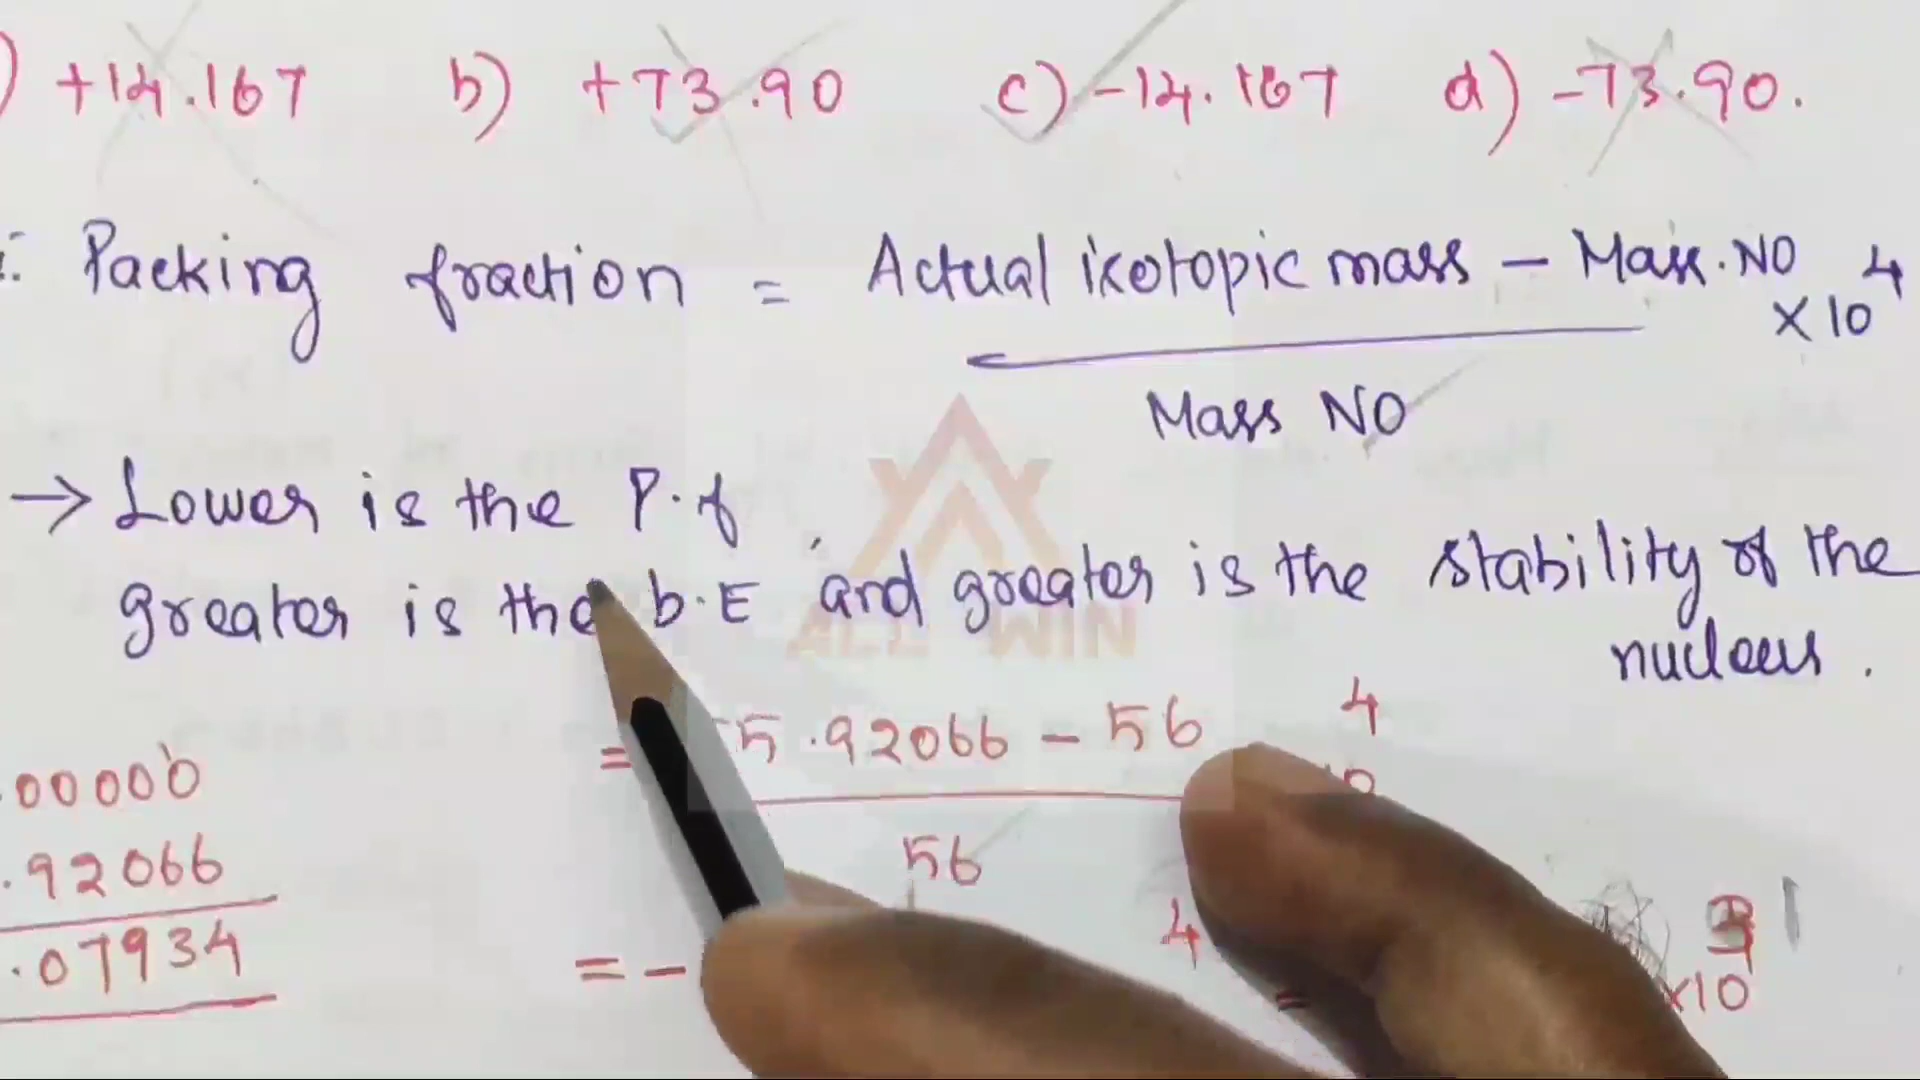 ) +14.167 b) +73.90 c) -14.167 d) -73.90.
Packing fraction = Actual isotopic mass - Mass.NO ×10 4
Mass NO
→ Lower is the P.f
greater is the b.E and greater is the stability of the
nucleus.
= 5.92066 - 56 4
56
.00000
.92066
.07934
= - 4 = ×10
ALL WIN